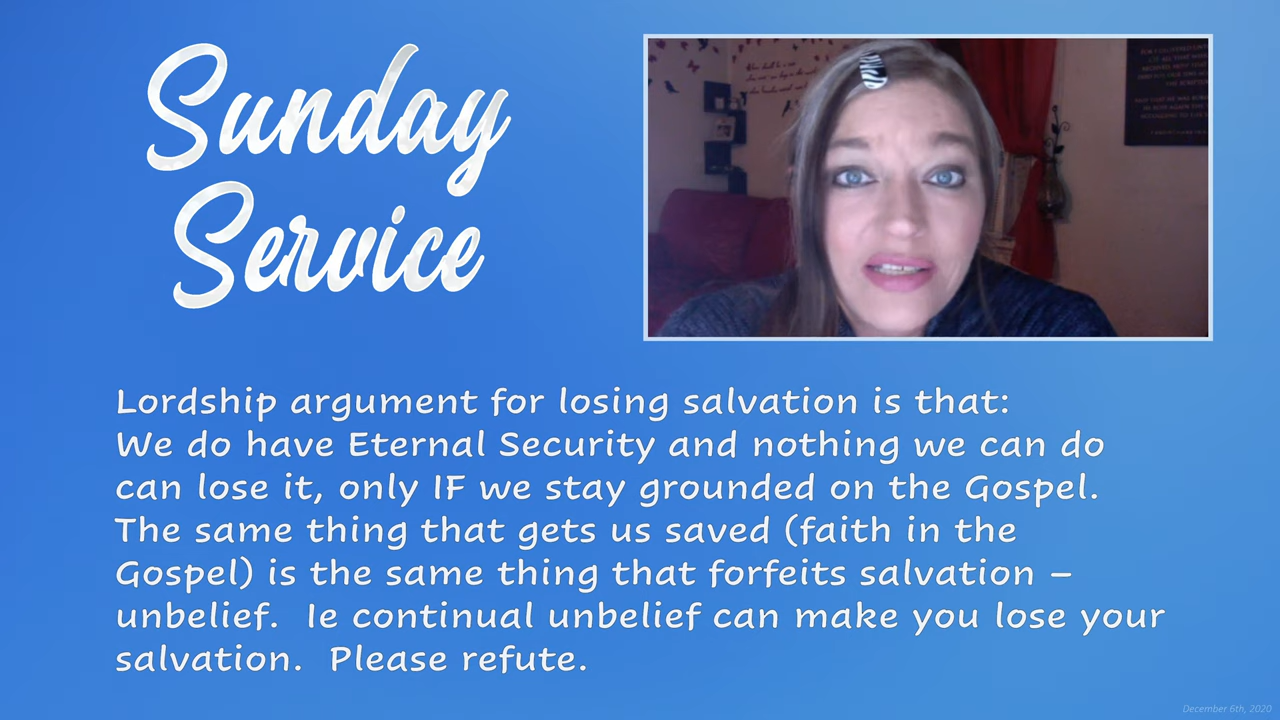 Sunday
Service
Lordship argument for losing salvation is that:
We do have Eternal Security and nothing we can do
can lose it, only IF we stay grounded on the Gospel.
The same thing that gets us saved (faith in the
Gospel) is the same thing that forfeits salvation –
unbelief.  Ie continual unbelief can make you lose your
salvation.  Please refute.
December 6th, 2020